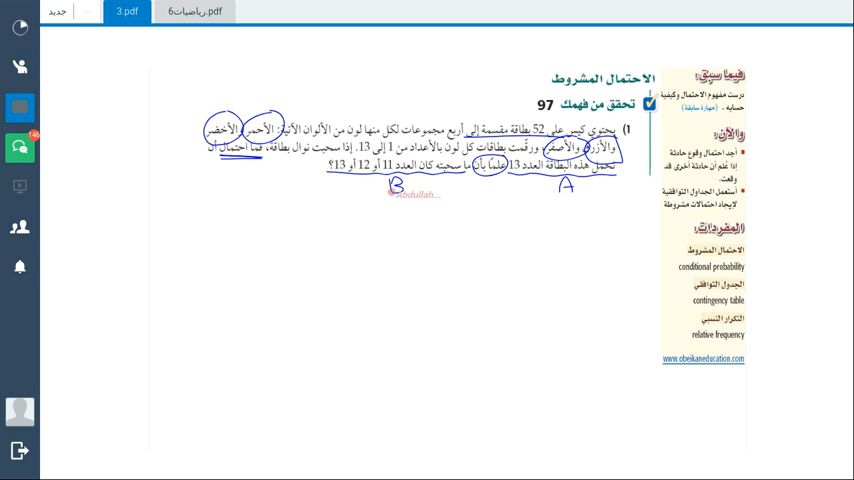 جديد
3.pdf
رياضيات6.pdf
146
الاحتمال المشروط
تحقق من فهمك 97
1) يحتوي كيس على 52 بطاقة مقسمة إلى أربع مجموعات لكل منها لون من الألوان الآتية: الأحمر والأخضر
والأزرق والأصفر، ورقّمت بطاقات كل لون بالأعداد من 1 إلى 13. إذا سحبت نوال بطاقة، فما احتمال أن
تحمل هذه البطاقة العدد 13 علمًا بأن ما سحبته كان العدد 11 أو 12 أو 13؟
A
B
Abdullah...
فيما سبق:
درست مفهوم الاحتمال وكيفية
حسابه . (مهارة سابقة)
والآن:
أجد احتمال وقوع حادثة
إذا عُلم أن حادثة أخرى قد
وقعت.
أستعمل الجداول التوافقية
لإيجاد احتمالات مشروطة
المفردات:
الاحتمال المشروط
conditional probability
الجدول التوافقي
contingency table
التكرار النسبي
relative frequency
www.obeikaneducation.com